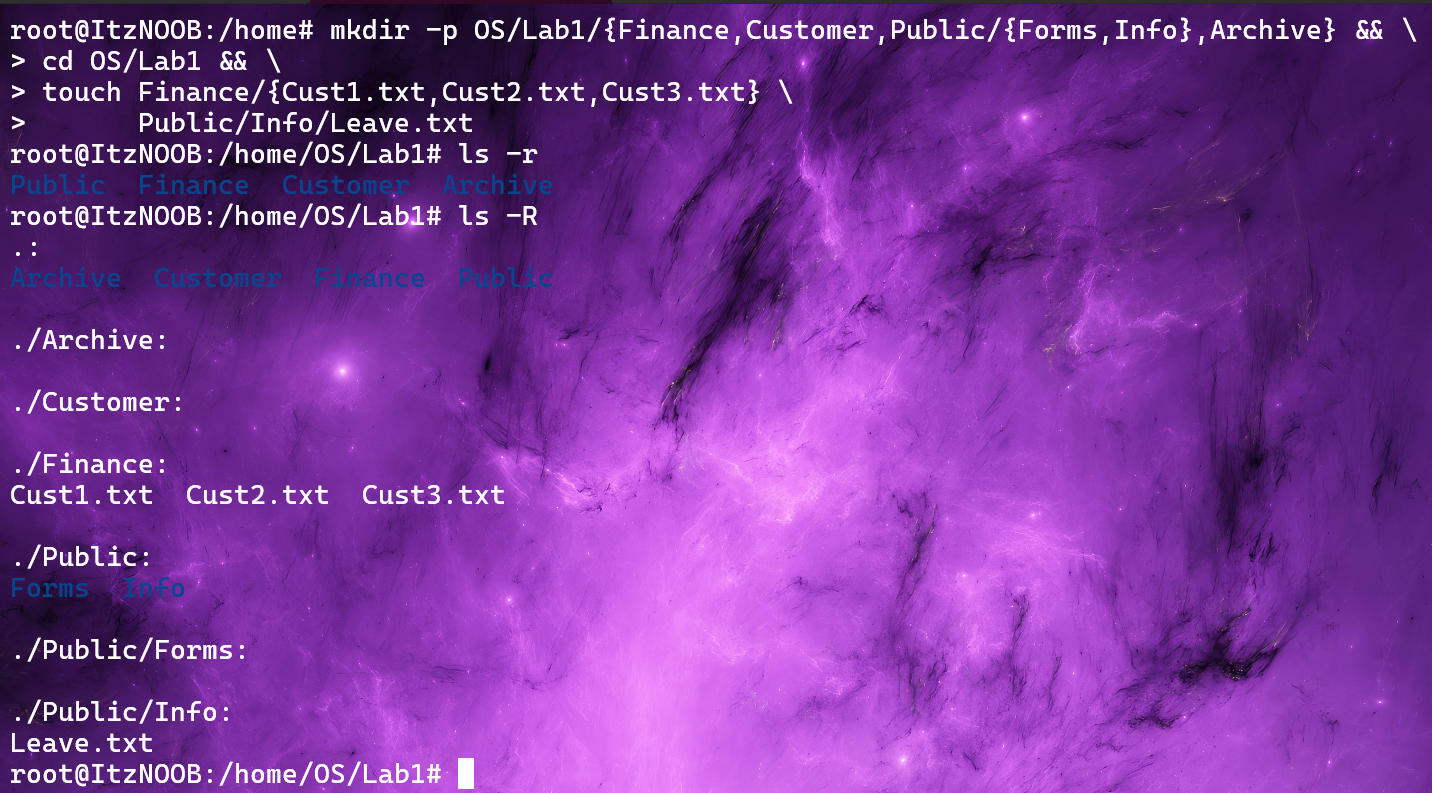 root@ItzNOOB:/home# mkdir -p OS/Lab1/{Finance,Customer,Public/{Forms,Info},Archive} && \
> cd OS/Lab1 && \
> touch Finance/{Cust1.txt,Cust2.txt,Cust3.txt} \
>       Public/Info/Leave.txt
root@ItzNOOB:/home/OS/Lab1# ls -r
Public  Finance  Customer  Archive
root@ItzNOOB:/home/OS/Lab1# ls -R
.:
Archive  Customer  Finance  Public

./Archive:

./Customer:

./Finance:
Cust1.txt  Cust2.txt  Cust3.txt

./Public:
Forms  Info

./Public/Forms:

./Public/Info:
Leave.txt
root@ItzNOOB:/home/OS/Lab1#